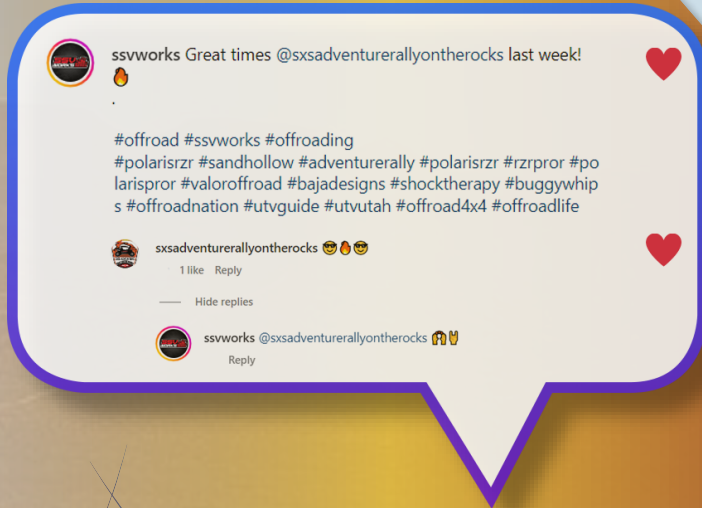 ssvworks Great times @sxsadventurerallyontherocks last week!
🔥
.
#offroad #ssvworks #offroading
#polarisrzr #sandhollow #adventurerally #polarisrzr #rzrpror #po
larispror #valoroffroad #bajadesigns #shocktherapy #buggywhip
s #offroadnation #utvguide #utvutah #offroad4x4 #offroadlife
sxsadventurerallyontherocks 😎🔥😎
1 like Reply
Hide replies
ssvworks @sxsadventurerallyontherocks 🙌🤘
Reply